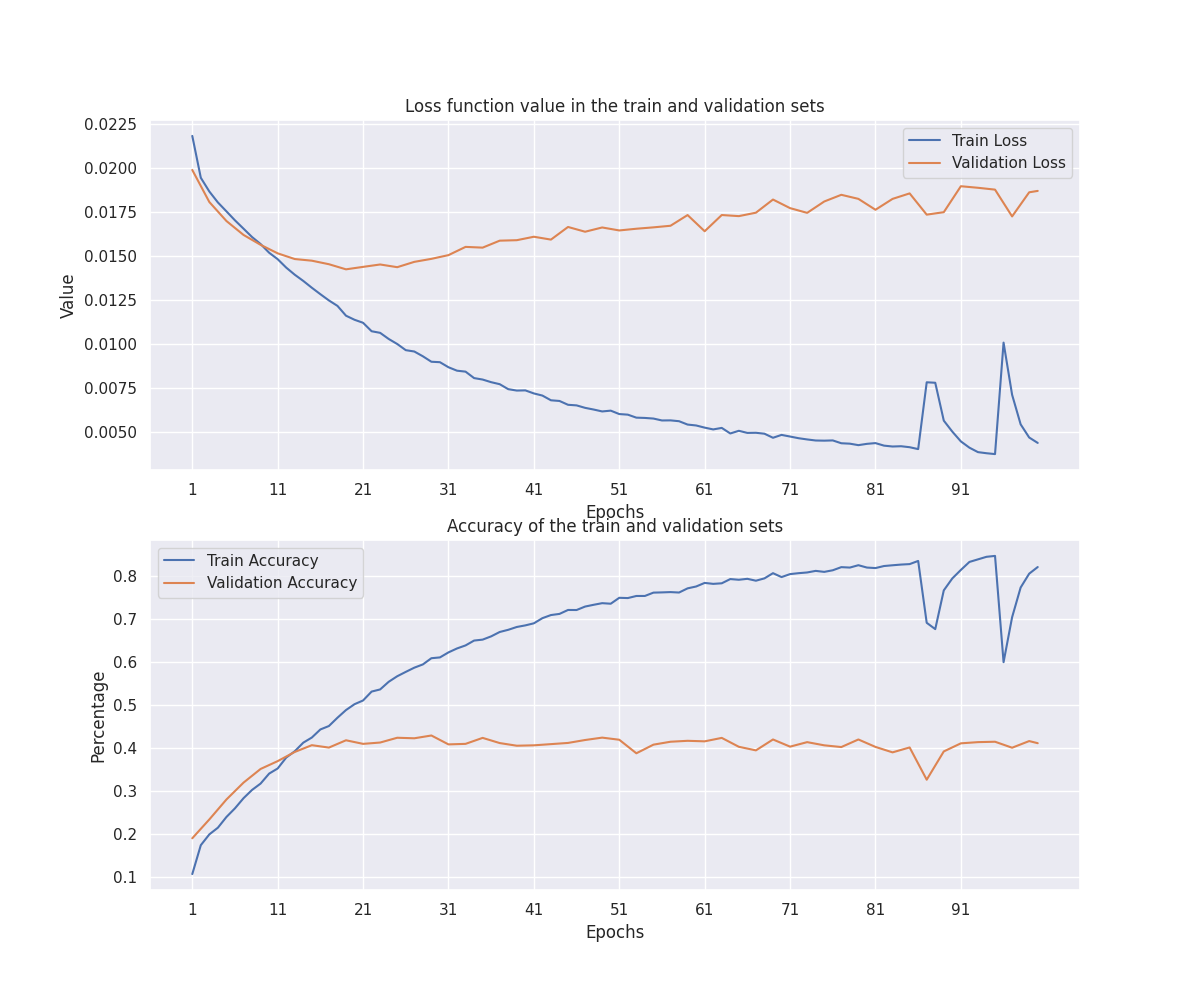 Loss function value in the train and validation sets
Value
0.0225
0.0200
0.0175
0.0150
0.0125
0.0100
0.0075
0.0050
Train Loss
Validation Loss
1 11 21 31 41 51 61 71 81 91
Epochs
Accuracy of the train and validation sets
Percentage
0.8
0.7
0.6
0.5
0.4
0.3
0.2
0.1
Train Accuracy
Validation Accuracy
1 11 21 31 41 51 61 71 81 91
Epochs